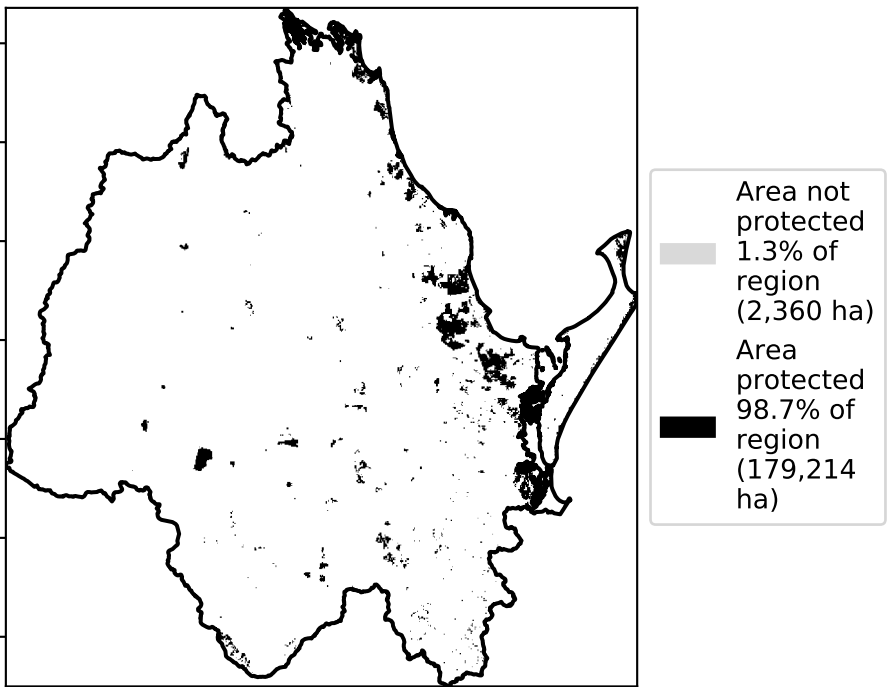 Area not
protected
1.3% of
region
(2,360 ha)
Area
protected
98.7% of
region
(179,214
ha)